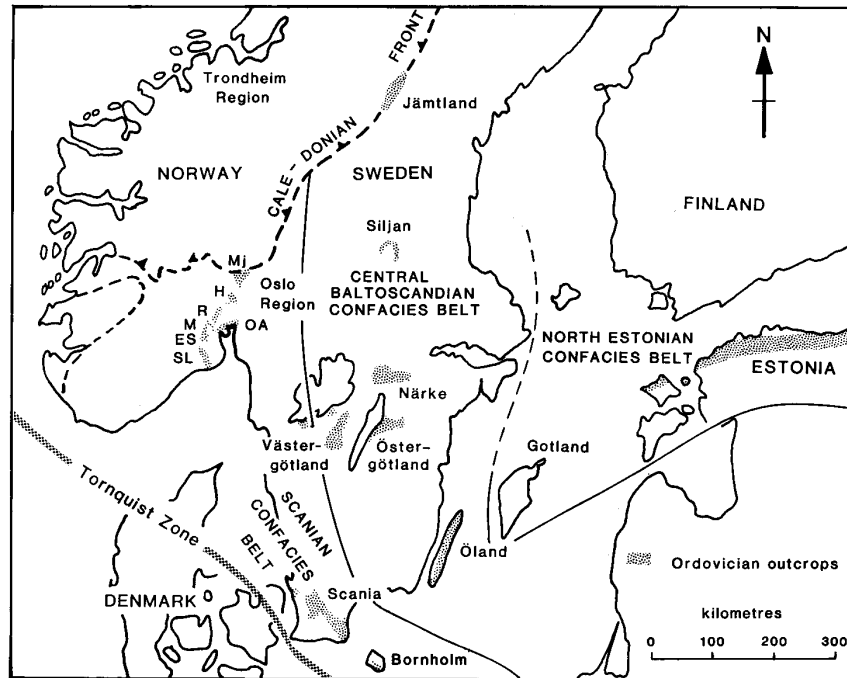 N
Trondheim
Region
FRONT
Jämtland
CALE-DONIAN
NORWAY
SWEDEN
FINLAND
Siljan
Mj
H
Oslo
Region
R
M
OA
ES
SL
CENTRAL
BALTOSCANDIAN
CONFACIES BELT
NORTH ESTONIAN
CONFACIES BELT
ESTONIA
Närke
Väster-
götland
Öster-
götland
Gotland
Tornquist Zone
SCANIAN
CONFACIES
BELT
Öland
Ordovician outcrops
DENMARK
Scania
Bornholm
kilometres
0 100 200 300